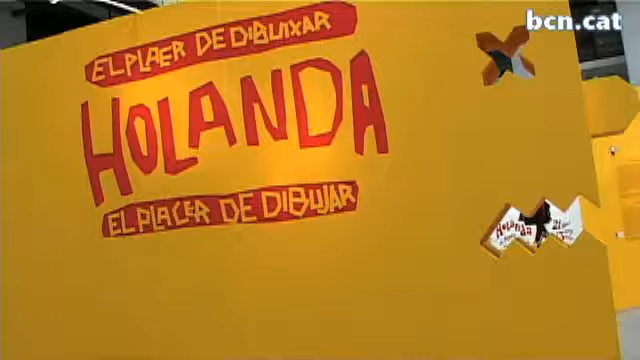 bcn.cat
EL PLAER DE DIBUIXAR
HOLANDA
EL PLACER DE DIBUJAR
Holanda